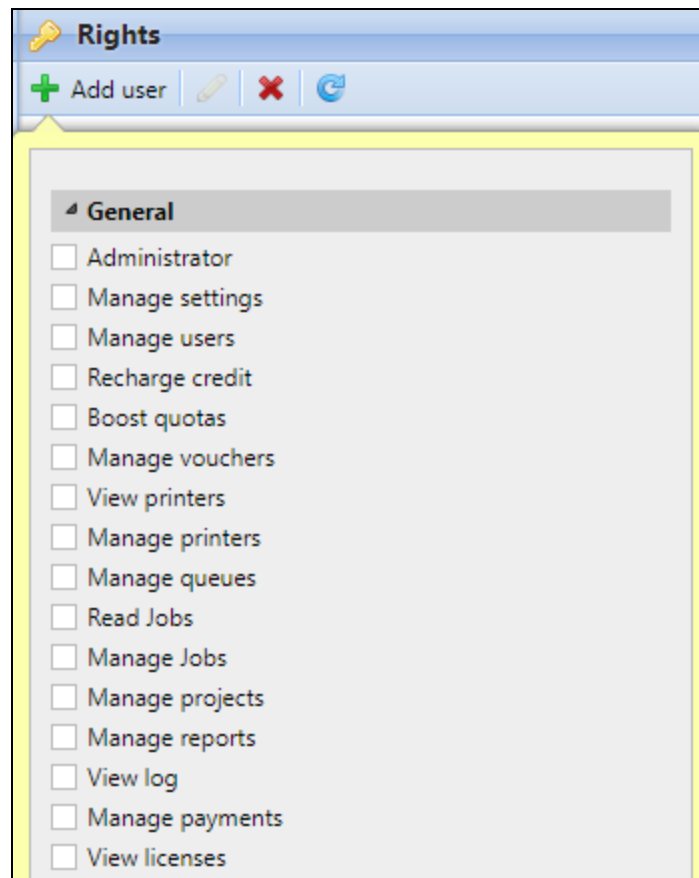 Rights
Add user
General
Administrator
Manage settings
Manage users
Recharge credit
Boost quotas
Manage vouchers
View printers
Manage printers
Manage queues
Read Jobs
Manage Jobs
Manage projects
Manage reports
View log
Manage payments
View licenses